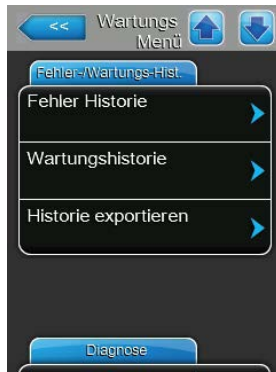 << Wartungs
Menü
Fehler-/Wartungs-Hist.
Fehler Historie
Wartungshistorie
Historie exportieren
Diagnose